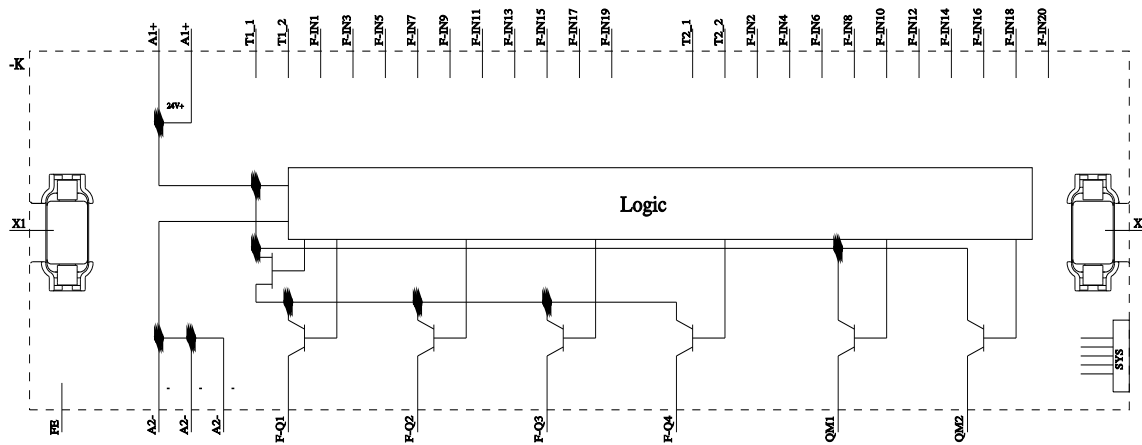 A1+
A1+
T1_1
T1_2
F-IN1
F-IN3
F-IN5
F-IN7
F-IN9
F-IN11
F-IN13
F-IN15
F-IN17
F-IN19
T2_1
T2_2
F-IN2
F-IN4
F-IN6
F-IN8
F-IN10
F-IN12
F-IN14
F-IN16
F-IN18
F-IN20
-K
24V+
Logic
X1
X
SYS
FE
A2-
A2-
A2-
F-Q1
F-Q2
F-Q3
F-Q4
QM1
QM2